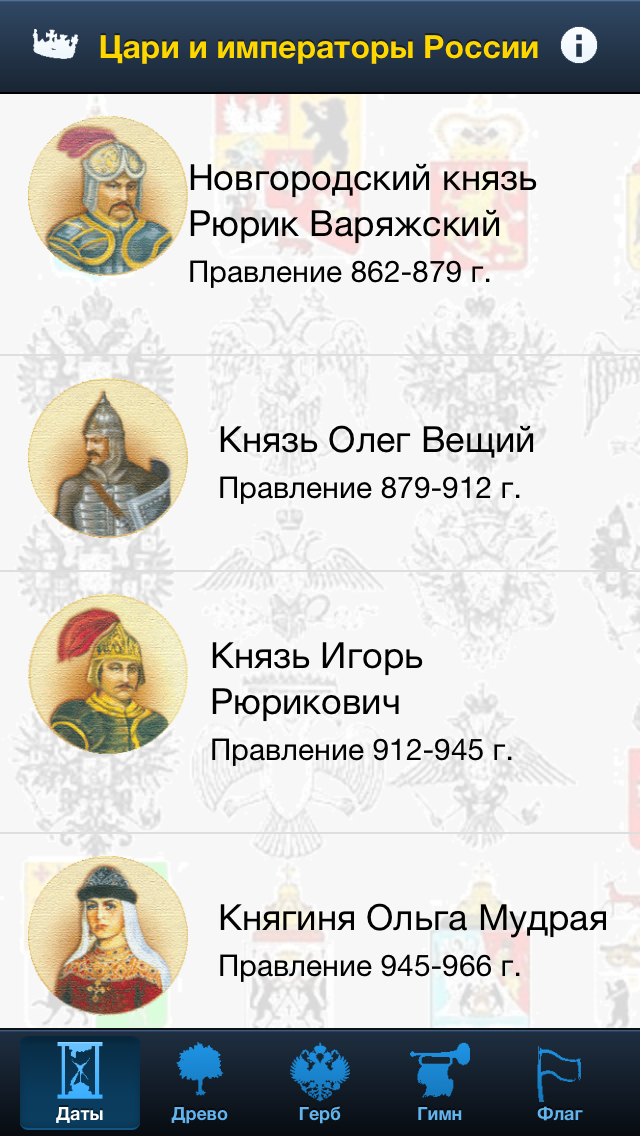 Цари и императоры России
Новгородский князь
Рюрик Варяжский
Правление 862-879 г.
Князь Олег Вещий
Правление 879-912 г.
Князь Игорь
Рюрикович
Правление 912-945 г.
Княгиня Ольга Мудрая
Правление 945-966 г.
Даты
Древо
Герб
Гимн
Флаг